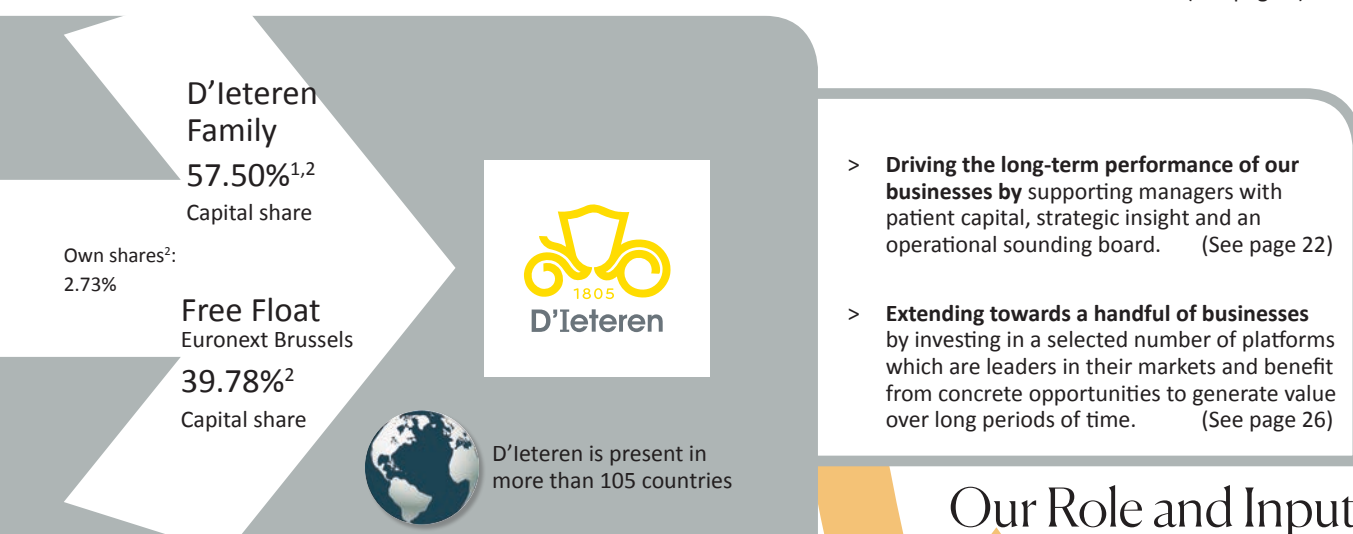 D'Ieteren
Family
57.50%1,2
Capital share
Own shares2:
2.73%
Free Float
Euronext Brussels
39.78%2
Capital share
1805
D'Ieteren
D'Ieteren is present in
more than 105 countries
> Driving the long-term performance of our
businesses by supporting managers with
patient capital, strategic insight and an
operational sounding board. (See page 22)
> Extending towards a handful of businesses
by investing in a selected number of platforms
which are leaders in their markets and benefit
from concrete opportunities to generate value
over long periods of time. (See page 26)
Our Role and Input